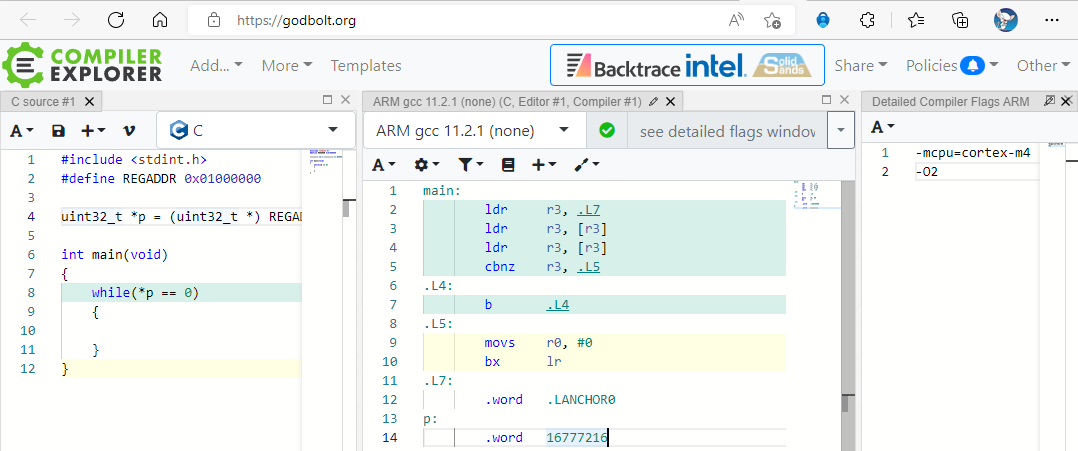 https://godbolt.org
COMPILER
EXPLORER
Add...
More
Templates
Backtrace
intel.
Solid
Sands
Share
Policies
Other
C source #1
A
C
1 #include <stdint.h>
2 #define REGADDR 0x01000000
3
4 uint32_t *p = (uint32_t *) REGAD
5
6 int main(void)
7 {
8 while(*p == 0)
9 {
10
11 }
12 }
ARM gcc 11.2.1 (none) (C, Editor #1, Compiler #1)
ARM gcc 11.2.1 (none)
see detailed flags window
A
1 main:
2 ldr r3, .L7
3 ldr r3, [r3]
4 ldr r3, [r3]
5 cbnz r3, .L5
6 .L4:
7 b .L4
8 .L5:
9 movs r0, #0
10 bx lr
11 .L7:
12 .word .LANCHOR0
13 p:
14 .word 16777216
Detailed Compiler Flags ARM
A
1 -mcpu=cortex-m4
2 -O2